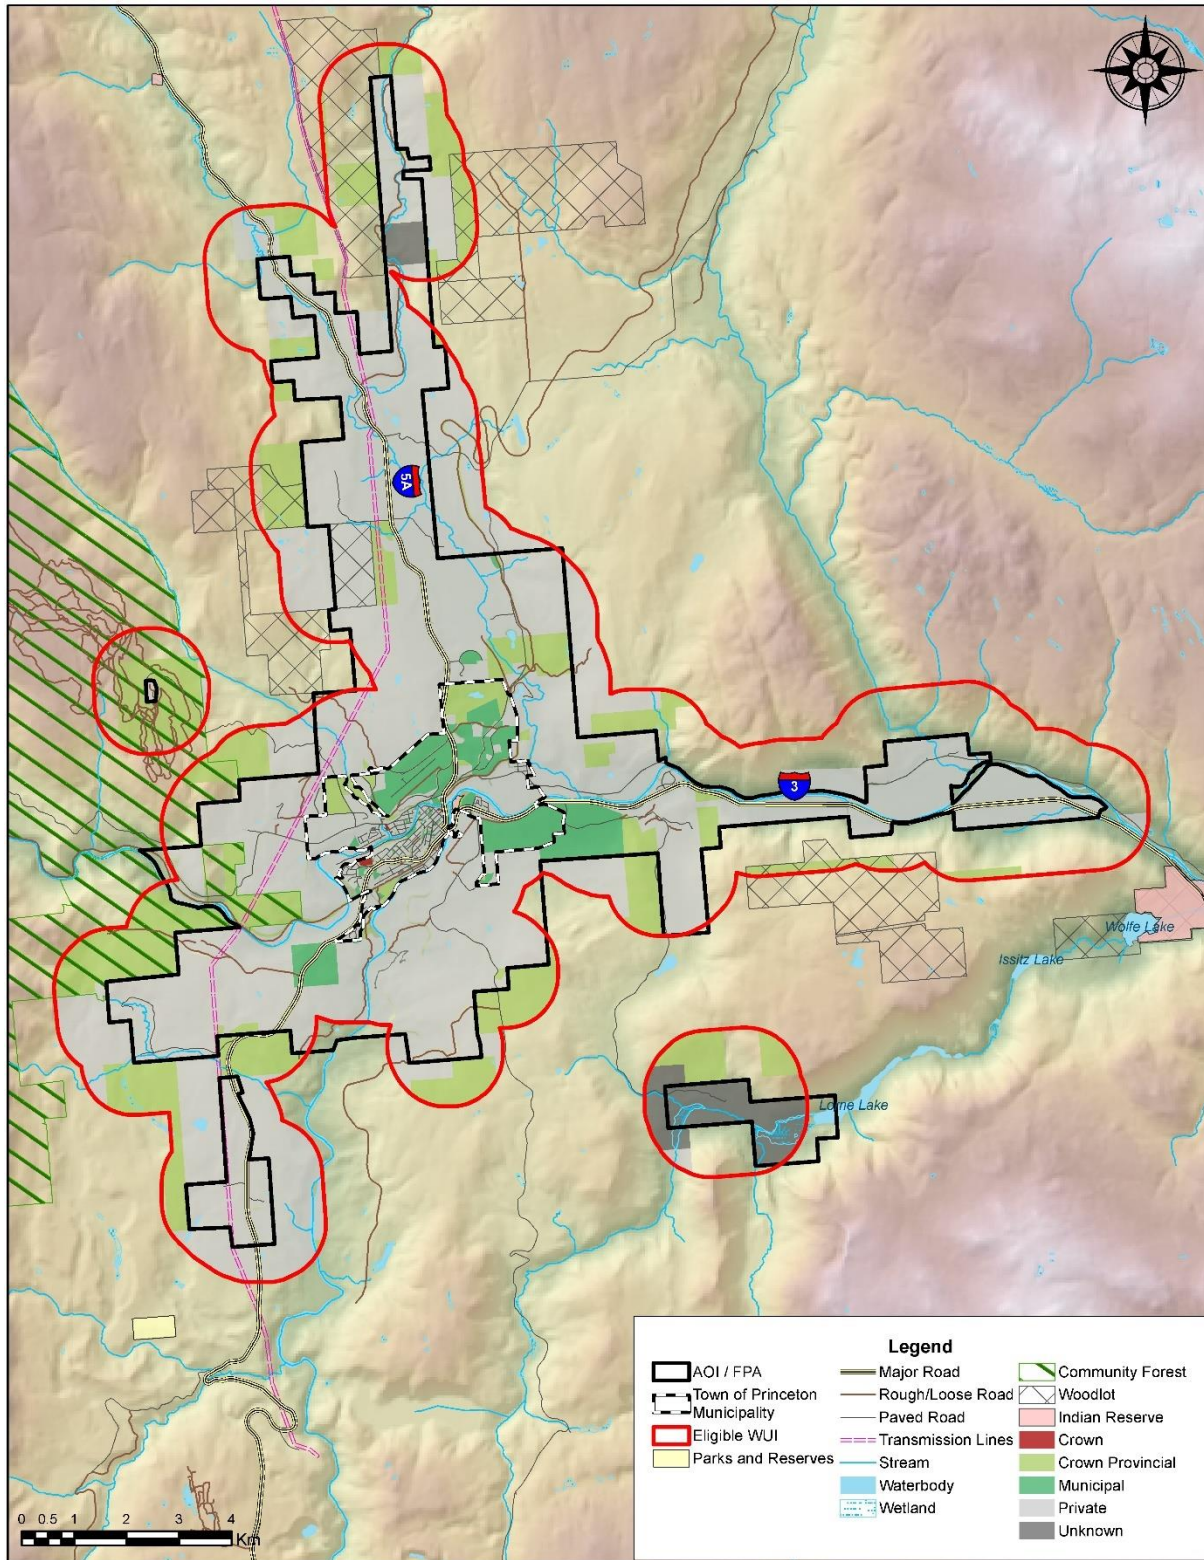 5A
3
Wolfe Lake
Issitz Lake
Lorne Lake
Legend
AOI / FPA
Town of Princeton
Municipality
Eligible WUI
Parks and Reserves
Major Road
Rough/Loose Road
Paved Road
Transmission Lines
Stream
Waterbody
Wetland
Community Forest
Woodlot
Indian Reserve
Crown
Crown Provincial
Municipal
Private
Unknown
0 0.5 1 2 3 4
Km